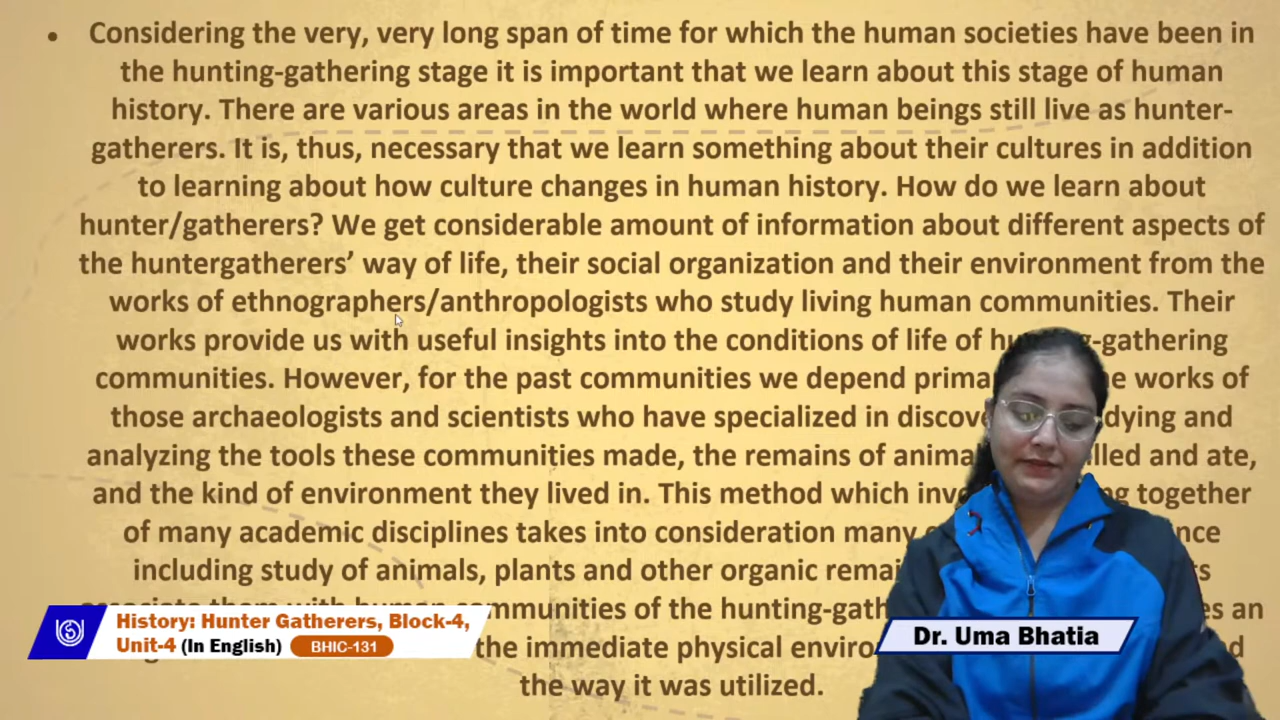 • Considering the very, very long span of time for which the human societies have been in
the hunting-gathering stage it is important that we learn about this stage of human
history. There are various areas in the world where human beings still live as hunter-
gatherers. It is, thus, necessary that we learn something about their cultures in addition
to learning about how culture changes in human history. How do we learn about
hunter/gatherers? We get considerable amount of information about different aspects of
the huntergatherers’ way of life, their social organization and their environment from the
works of ethnographers/anthropologists who study living human communities. Their
works provide us with useful insights into the conditions of life of -gathering
communities. However, for the past communities we depend works of
those archaeologists and scientists who have specialized in and
analyzing the tools these communities made, the remains of and ate,
and the kind of environment they lived in. This method which together
of many academic disciplines takes into consideration many
including study of animals, plants and other organic
of the an
the immediate physical
the way it was utilized.
History: Hunter Gatherers, Block-4,
Unit-4 (In English) BHIC-131
Dr. Uma Bhatia